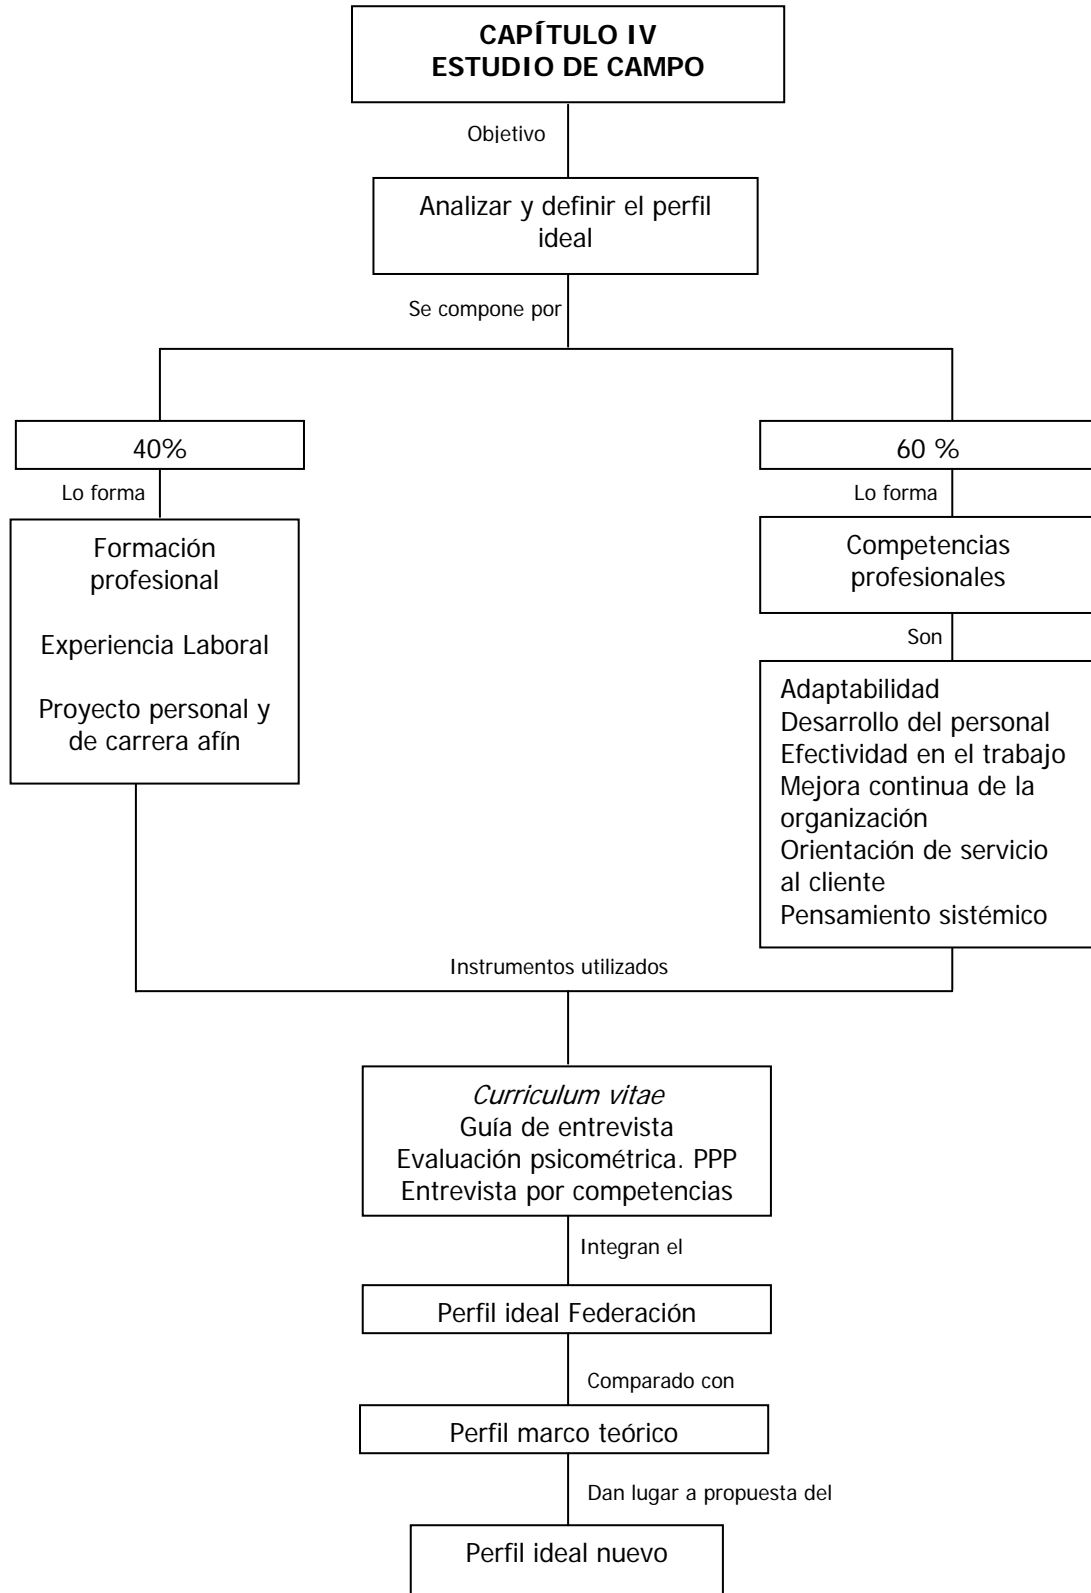 CAPÍTULO IV
ESTUDIO DE CAMPO
Objetivo
Analizar y definir el perfil
ideal
Se compone por
40%
Lo forma
Formación
profesional
Experiencia Laboral
Proyecto personal y
de carrera afín
60 %
Lo forma
Competencias
profesionales
Son
Adaptabilidad
Desarrollo del personal
Efectividad en el trabajo
Mejora continua de la
organización
Orientación de servicio
al cliente
Pensamiento sistémico
Instrumentos utilizados
Curriculum vitae
Guía de entrevista
Evaluación psicométrica. PPP
Entrevista por competencias
Integran el
Perfil ideal Federación
Comparado con
Perfil marco teórico
Dan lugar a propuesta del
Perfil ideal nuevo